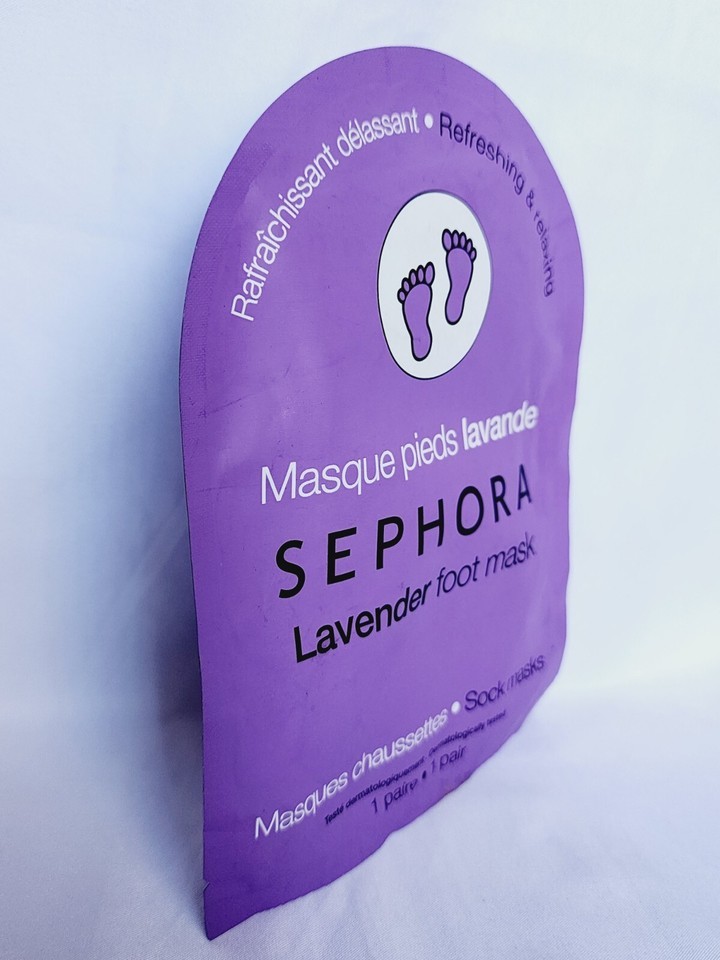 Rafraîchissant délassant • Refreshing & relaxing
Masque pieds lavande
SEPHORA
Lavender foot mask
Masques chaussettes • Sock masks
Testé dermatologiquement Dermatologically tested
1 paire • 1 pair